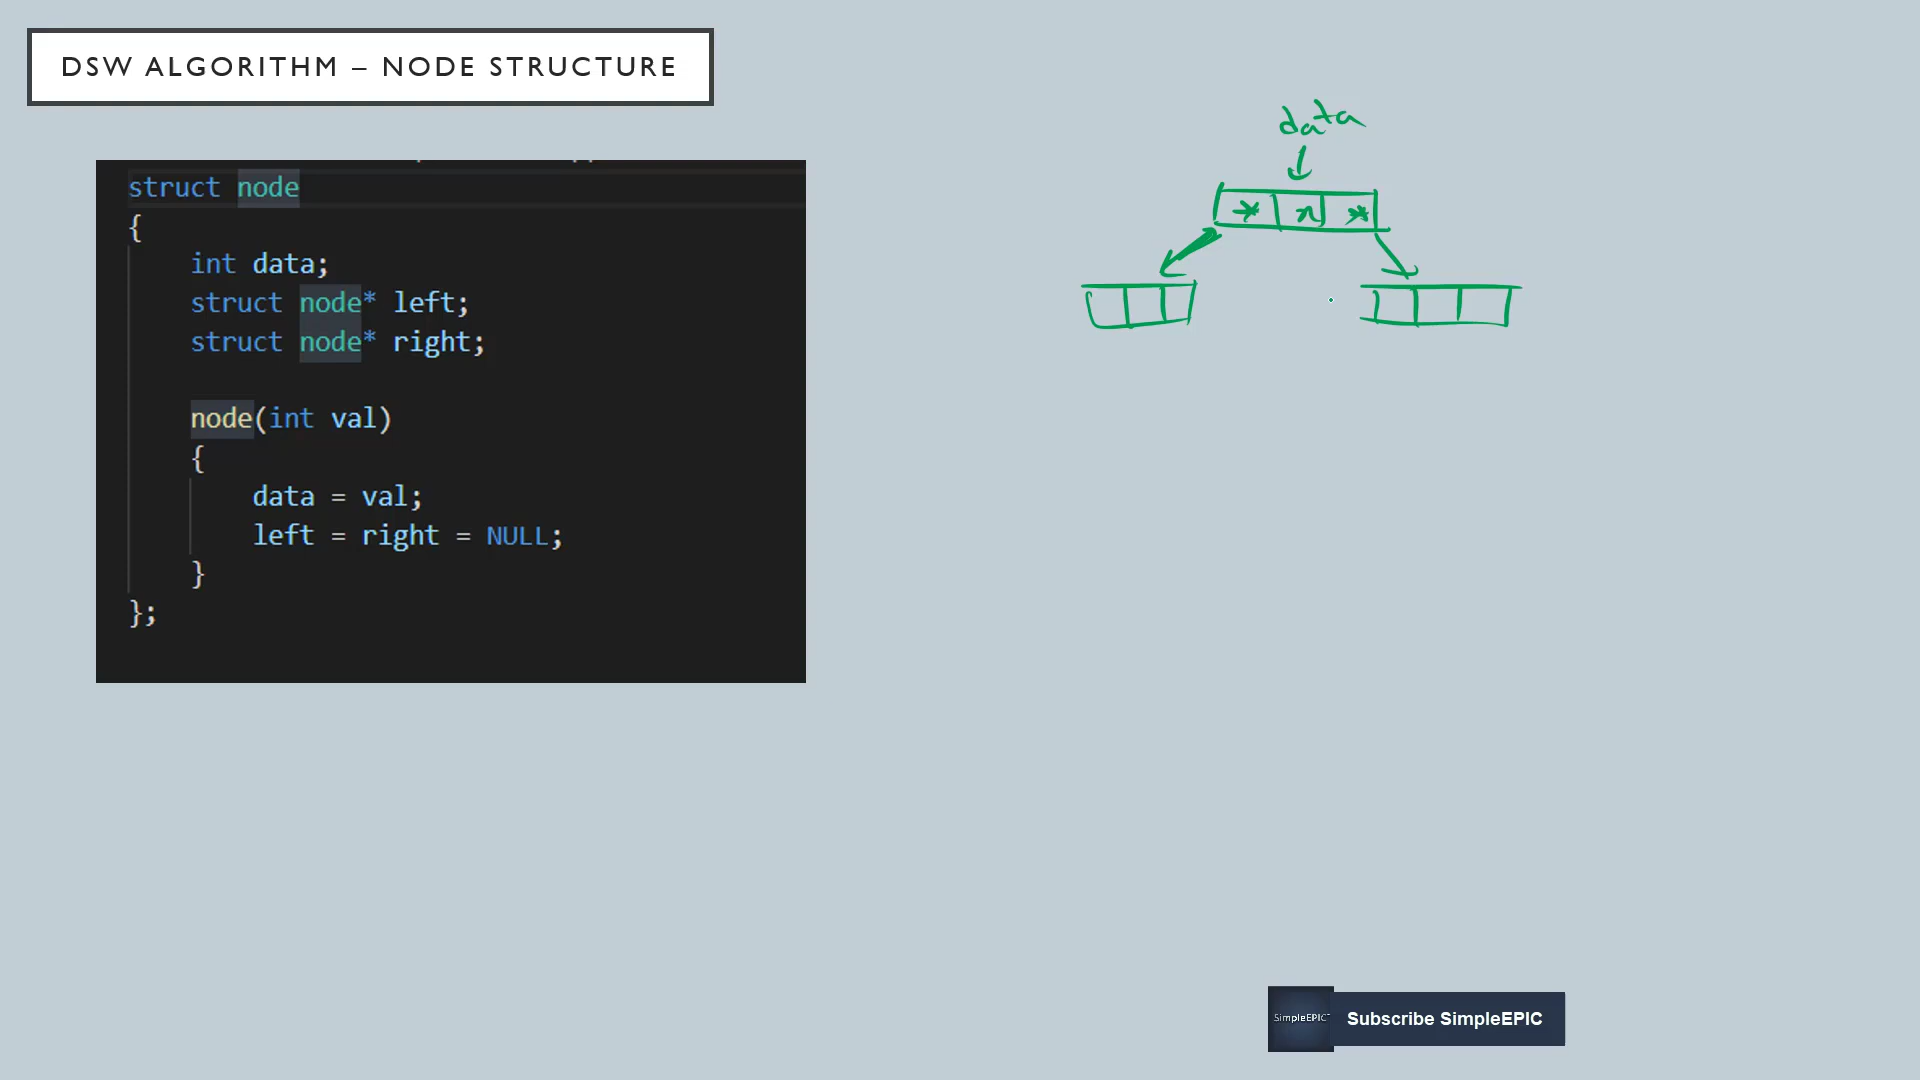 DSW ALGORITHM – NODE STRUCTURE
struct node
{
int data;
struct node* left;
struct node* right;
node(int val)
{
data = val;
left = right = NULL;
}
};
data
* n *
SimpleEPIC
Subscribe SimpleEPIC